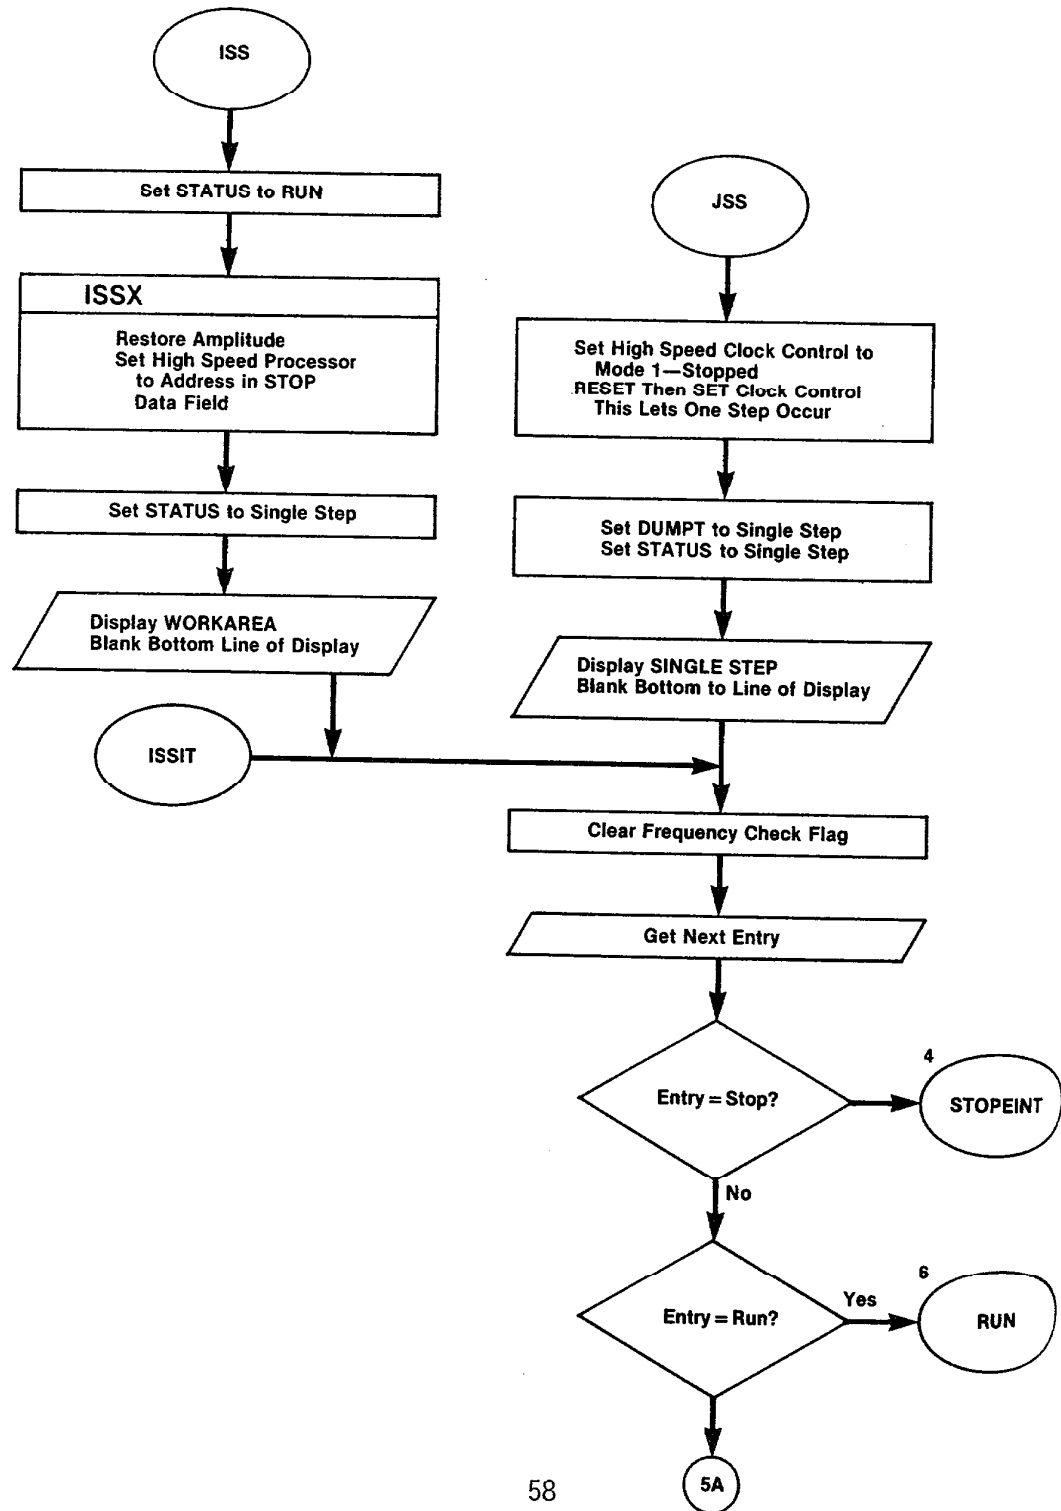 ISS
Set STATUS to RUN
ISSX
Restore Amplitude
Set High Speed Processor
to Address in STOP
Data Field
Set STATUS to Single Step
Display WORKAREA
Blank Bottom Line of Display
ISSIT
JSS
Set High Speed Clock Control to
Mode 1—Stopped
RESET Then SET Clock Control
This Lets One Step Occur
Set DUMPT to Single Step
Set STATUS to Single Step
Display SINGLE STEP
Blank Bottom to Line of Display
Clear Frequency Check Flag
Get Next Entry
Entry = Stop?
4
STOPEINT
No
Entry = Run?
Yes
6
RUN
5A
58